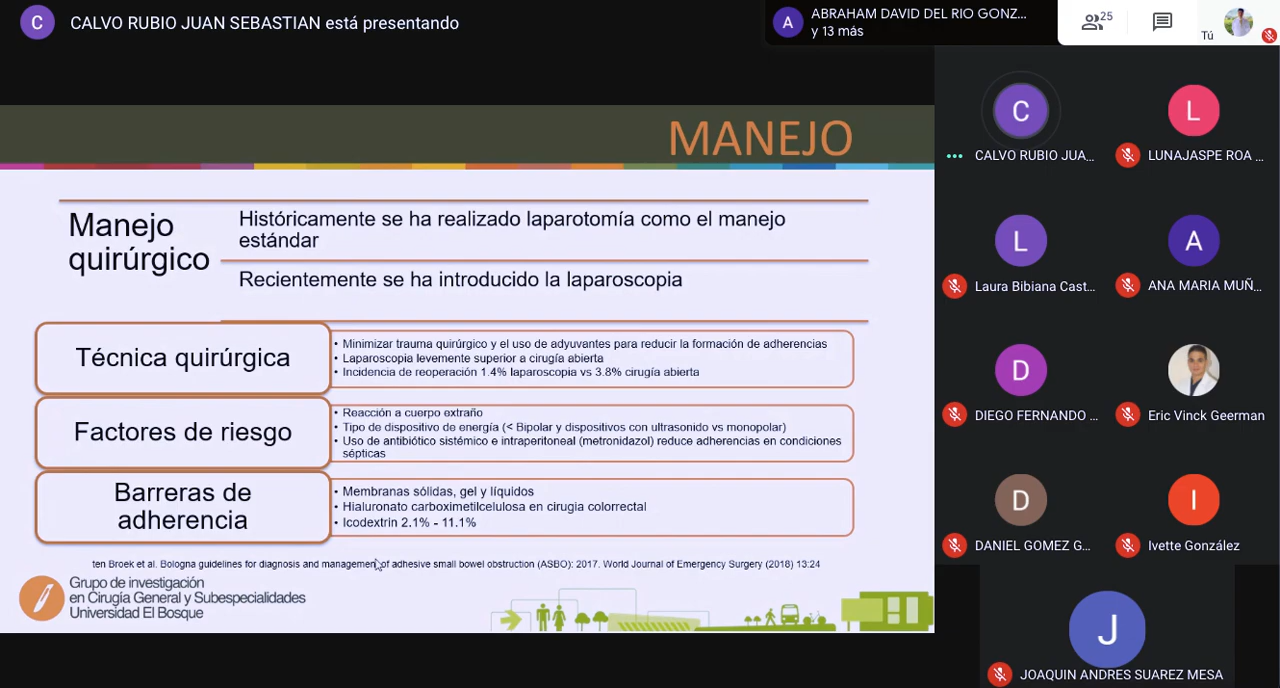 C
CALVO RUBIO JUAN SEBASTIAN está presentando
A
ABRAHAM DAVID DEL RIO GONZ...
y 13 más
25
Tú
MANEJO
Manejo
quirúrgico
Históricamente se ha realizado laparotomía como el manejo
estándar
Recientemente se ha introducido la laparoscopia
Técnica quirúrgica
• Minimizar trauma quirúrgico y el uso de adyuvantes para reducir la formación de adherencias
• Laparoscopia levemente superior a cirugía abierta
• Incidencia de reoperación 1.4% laparoscopia vs 3.8% cirugía abierta
Factores de riesgo
• Reacción a cuerpo extraño
• Tipo de dispositivo de energía (< Bipolar y dispositivos con ultrasonido vs monopolar)
• Uso de antibiótico sistémico e intraperitoneal (metronidazol) reduce adherencias en condiciones
sépticas
Barreras de
adherencia
• Membranas sólidas, gel y líquidos
• Hialuronato carboximetilcelulosa en cirugia colorrectal
• Icodextrin 2.1% - 11.1%
ten Broek et al. Bologna guidelines for diagnosis and management of adhesive small bowel obstruction (ASBO): 2017. World Journal of Emergency Surgery (2018) 13:24
Grupo de investigación
en Cirugía General y Subespecialidades
Universidad El Bosque
C
CALVO RUBIO JUA...
L
LUNAJASPE ROA ...
L
Laura Bibiana Cast...
A
ANA MARIA MUÑ...
D
DIEGO FERNANDO ...
Eric Vinck Geerman
D
DANIEL GOMEZ G...
I
Ivette González
J
JOAQUIN ANDRES SUAREZ MESA